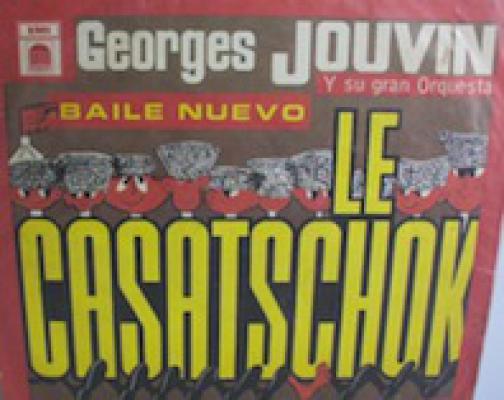 Georges JOUVIN
Y su gran Orquesta
BAILE NUEVO
LE
CASATSCHOK